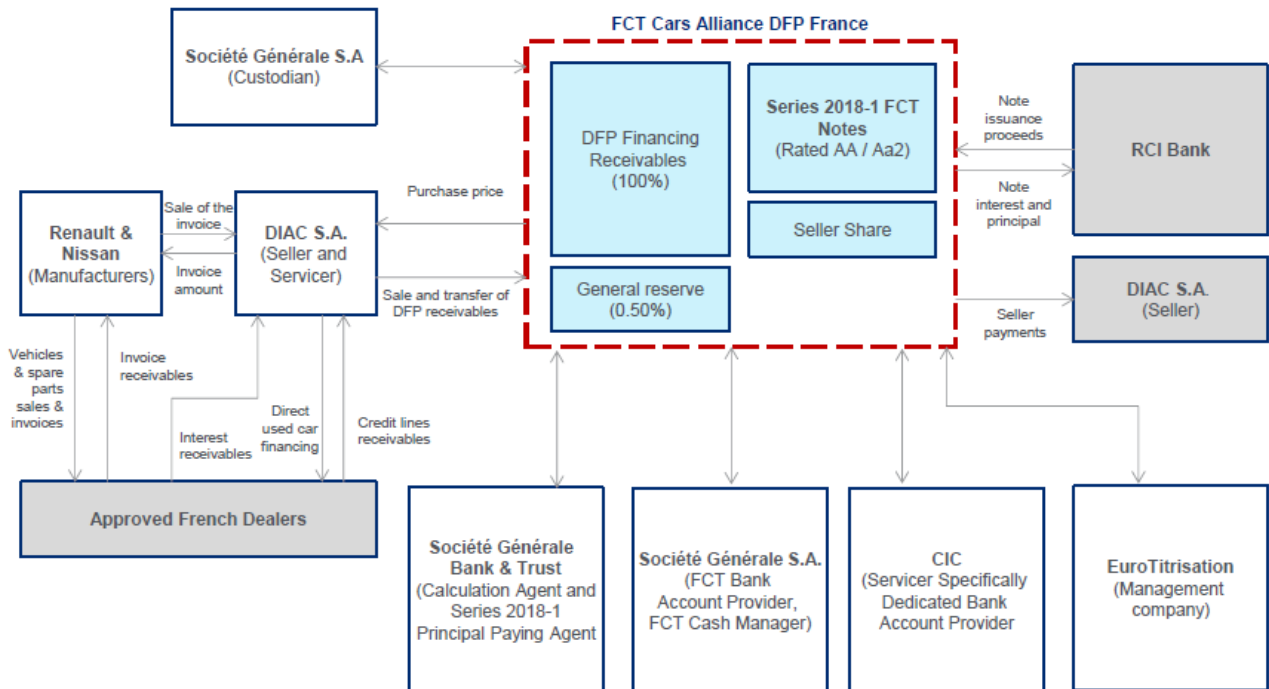 FCT Cars Alliance DFP France
Société Générale S.A
(Custodian)
DFP Financing
Receivables
(100%)
Series 2018-1 FCT
Notes
(Rated AA / Aa2)
Seller Share
General reserve
(0.50%)
Note
issuance
proceeds
Note
interest and
principal
RCI Bank
Purchase price
Sale and transfer of
DFP receivables
Renault &
Nissan
(Manufacturers)
Sale of the
invoice
Invoice
amount
DIAC S.A.
(Seller and
Servicer)
Seller
payments
DIAC S.A.
(Seller)
Vehicles
& spare
parts
sales &
invoices
Invoice
receivables
Interest
receivables
Direct
used car
financing
Credit lines
receivables
Approved French Dealers
Société Générale
Bank & Trust
(Calculation Agent and
Series 2018-1
Principal Paying Agent
Société Générale S.A.
(FCT Bank
Account Provider,
FCT Cash Manager)
CIC
(Servicer Specifically
Dedicated Bank
Account Provider
EuroTitrisation
(Management
company)